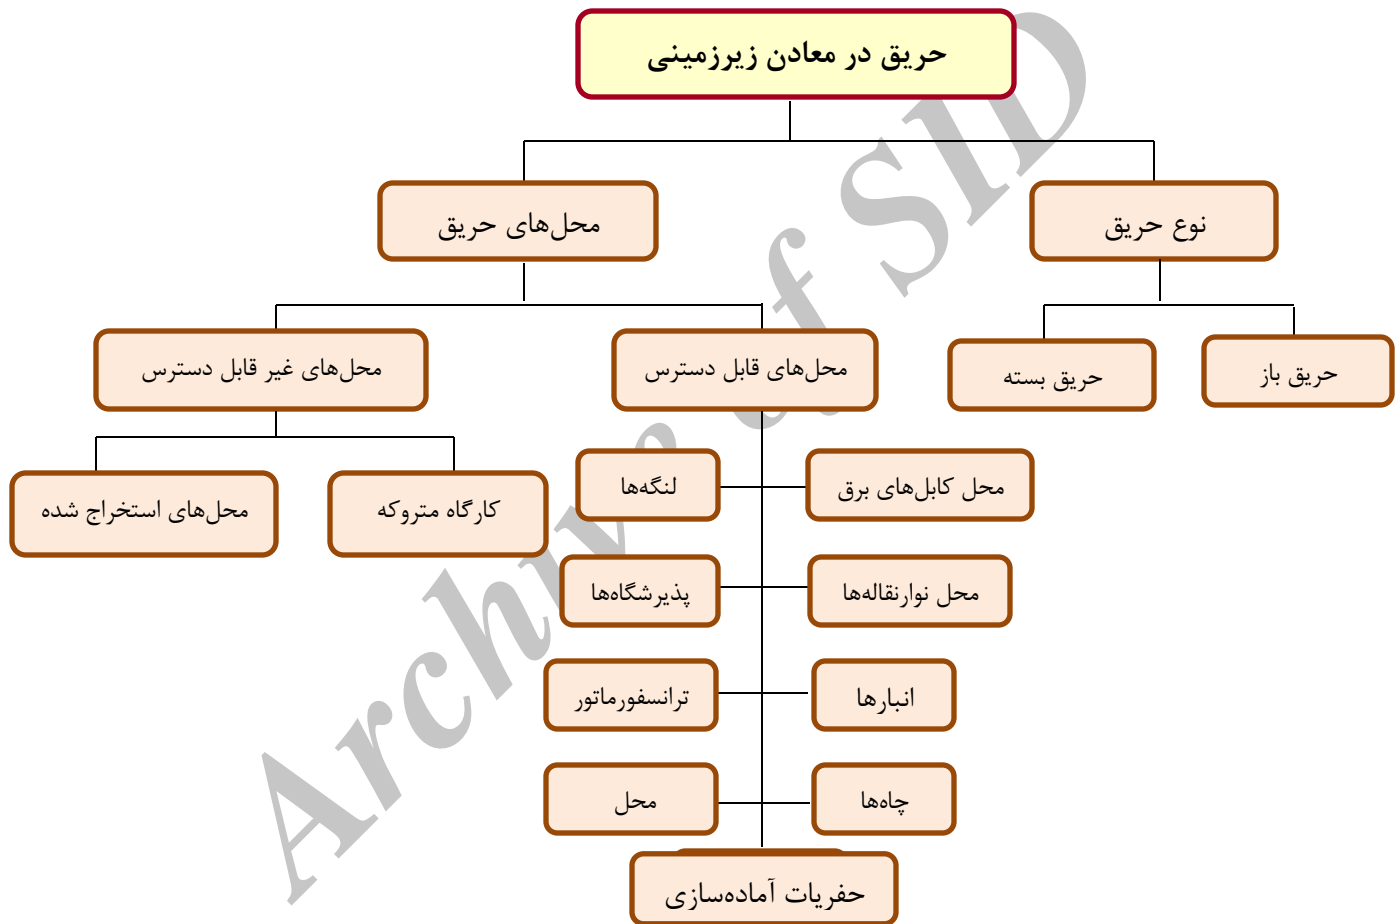 حریق در معادن زیرزمینی
نوع حریق
محل‌های حریق
حریق باز
حریق بسته
محل‌های قابل دسترس
محل‌های غیر قابل دسترس
محل کابل‌های برق
لنگه‌ها
کارگاه متروکه
محل‌های استخراج شده
محل نوارنقاله‌ها
پذیرشگاه‌ها
انبارها
ترانسفورماتور
چاه‌ها
محل
حفریات آماده‌سازی
Archive of SID